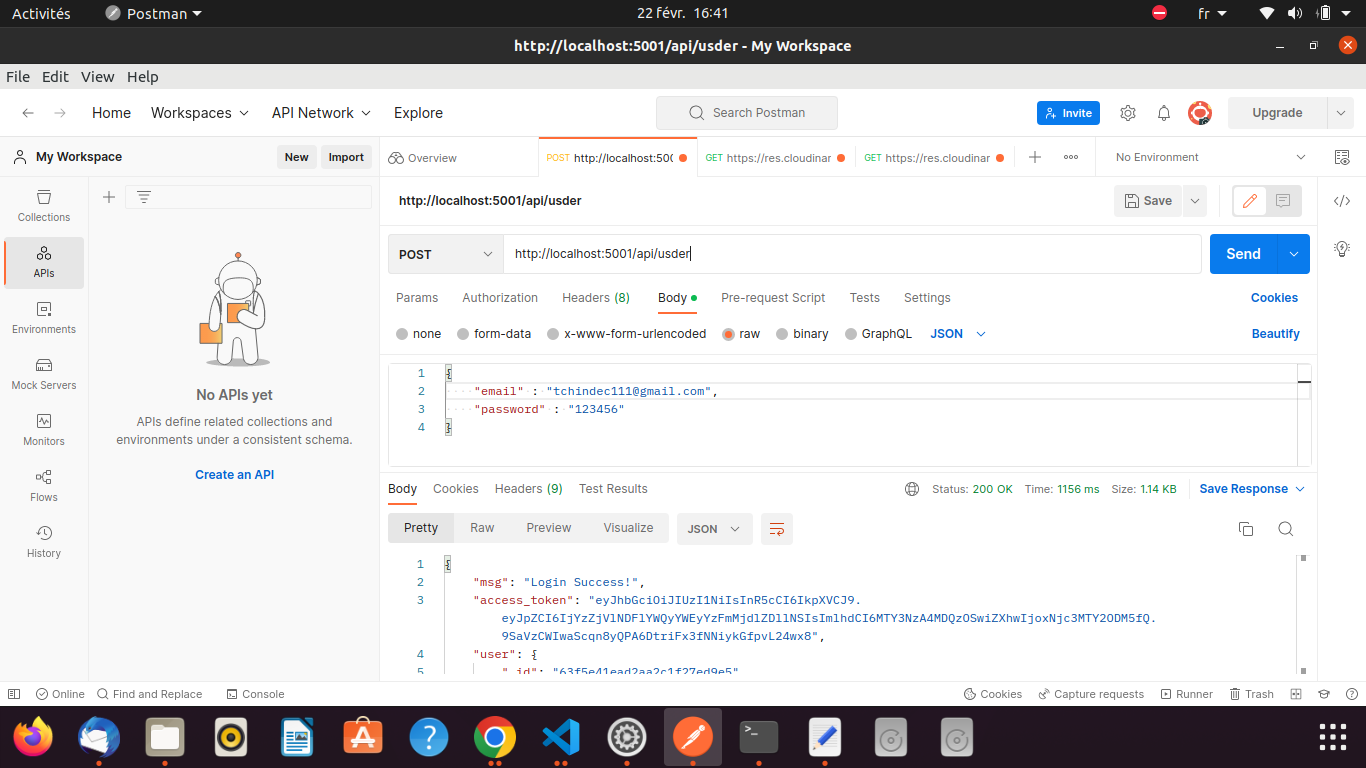 Activités
Postman
22 févr. 16:41
fr
http://localhost:5001/api/usder - My Workspace
File Edit View Help
Home Workspaces API Network Explore
Search Postman
Invite
Upgrade
My Workspace
New Import
Overview
POST http://localhost:500
GET https://res.cloudinar
GET https://res.cloudinar
No Environment
Collections
APIs
Environments
Mock Servers
Monitors
Flows
History
No APIs yet
APIs define related collections and
environments under a consistent schema.
Create an API
http://localhost:5001/api/usder
Save
POST
http://localhost:5001/api/usder
Send
Params Authorization Headers (8) Body Pre-request Script Tests Settings
Cookies
none form-data x-www-form-urlencoded raw binary GraphQL JSON
Beautify
1 {
2 "email" : "tchindec111@gmail.com",
3 "password" : "123456"
4 }
Body Cookies Headers (9) Test Results
Status: 200 OK Time: 1156 ms Size: 1.14 KB
Save Response
Pretty Raw Preview Visualize JSON
1 {
2 "msg": "Login Success!",
3 "access_token": "eyJhbGciOiJIUzI1NiIsInR5cCI6IkpXVCJ9.
eyJpZCI6IjYzZjVlNDFlYWQyYWEyYzFmMjdlZDllNSIsImlhdCI6MTY3NzA4MDQzOSwiZXhwIjoxNjc3MTY2ODM5fQ.
9SaVzCWIwaScqn8yQPA6DtriFx3fNNiykGfpvL24wx8",
4 "user": {
5 "_id": "63f5e41ead2aa2c1f27ed9e5",
Online Find and Replace Console
Cookies Capture requests Runner Trash